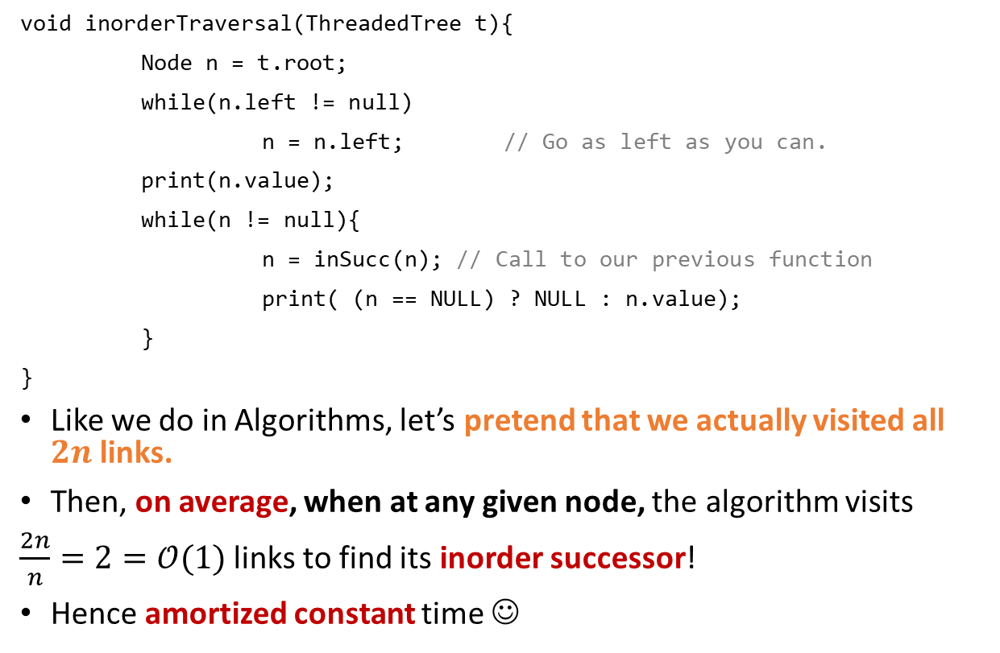 void inorderTraversal(ThreadedTree t){
Node n = t.root;
while(n.left != null)
n = n.left; // Go as left as you can.
print(n.value);
while(n != null){
n = inSucc(n); // Call to our previous function
print( (n == NULL) ? NULL : n.value);
}
}
• Like we do in Algorithms, let’s pretend that we actually visited all
2𝑛 links.
• Then, on average, when at any given node, the algorithm visits
2𝑛/𝑛 = 2 = 𝒪(1) links to find its inorder successor!
• Hence amortized constant time ☺